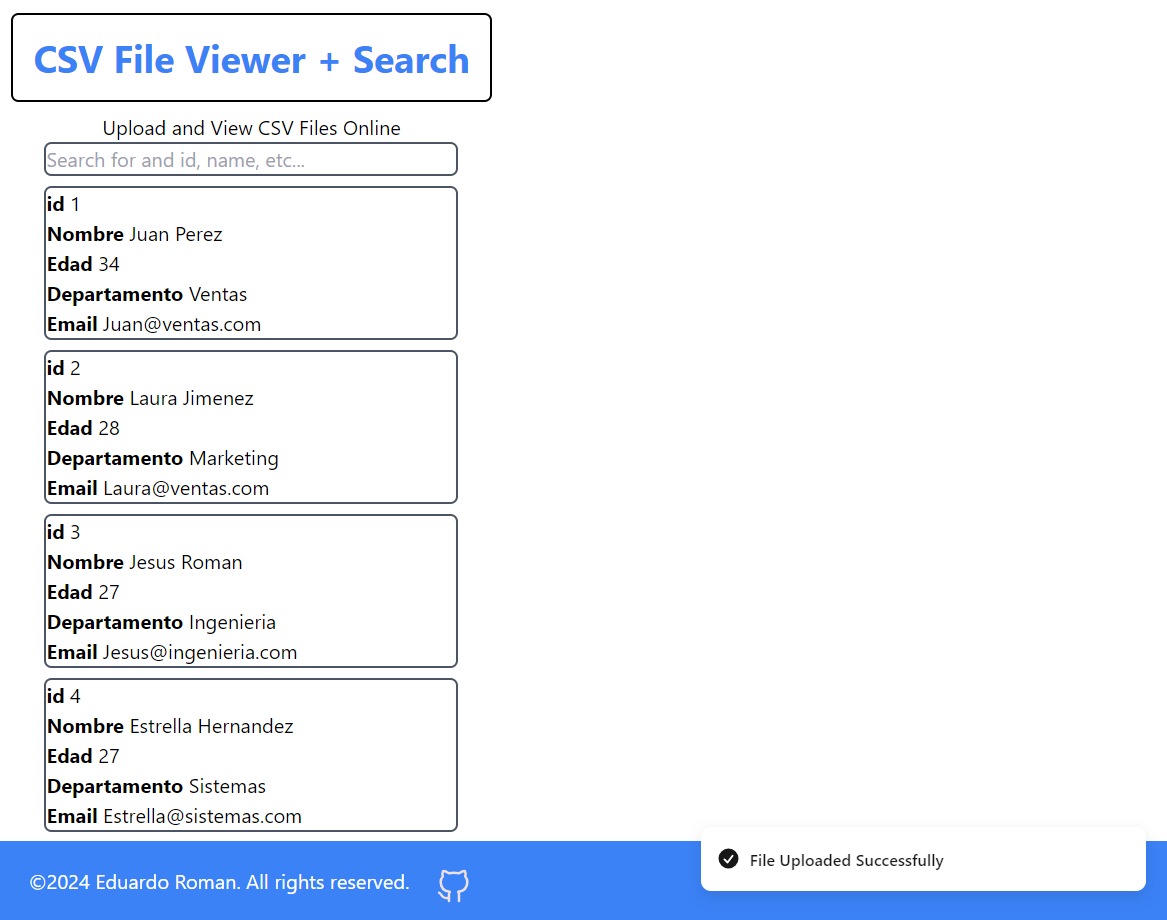 CSV File Viewer + Search
Upload and View CSV Files Online
Search for and id, name, etc...
id 1
Nombre Juan Perez
Edad 34
Departamento Ventas
Email Juan@ventas.com
id 2
Nombre Laura Jimenez
Edad 28
Departamento Marketing
Email Laura@ventas.com
id 3
Nombre Jesus Roman
Edad 27
Departamento Ingenieria
Email Jesus@ingenieria.com
id 4
Nombre Estrella Hernandez
Edad 27
Departamento Sistemas
Email Estrella@sistemas.com
File Uploaded Successfully
©2024 Eduardo Roman. All rights reserved.